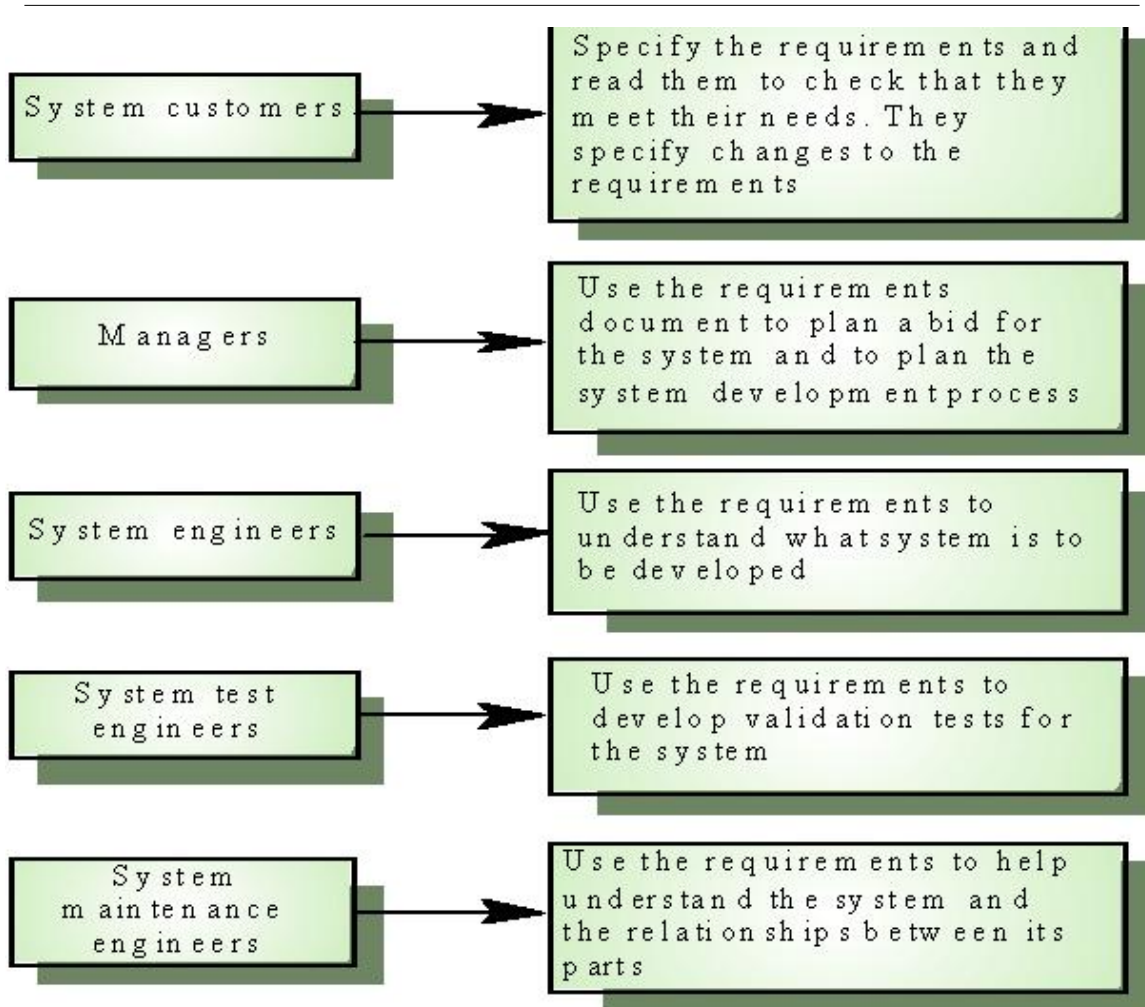 System customers
Specify the requirements and
read them to check that they
meet their needs. They
specify changes to the
requirements
Managers
Use the requirements
document to plan a bid for
the system and to plan the
system development process
System engineers
Use the requirements to
understand what system is to
be developed
System test
engineers
Use the requirements to
develop validation tests for
the system
System
maintenance
engineers
Use the requirements to help
understand the system and
the relationships between its
parts